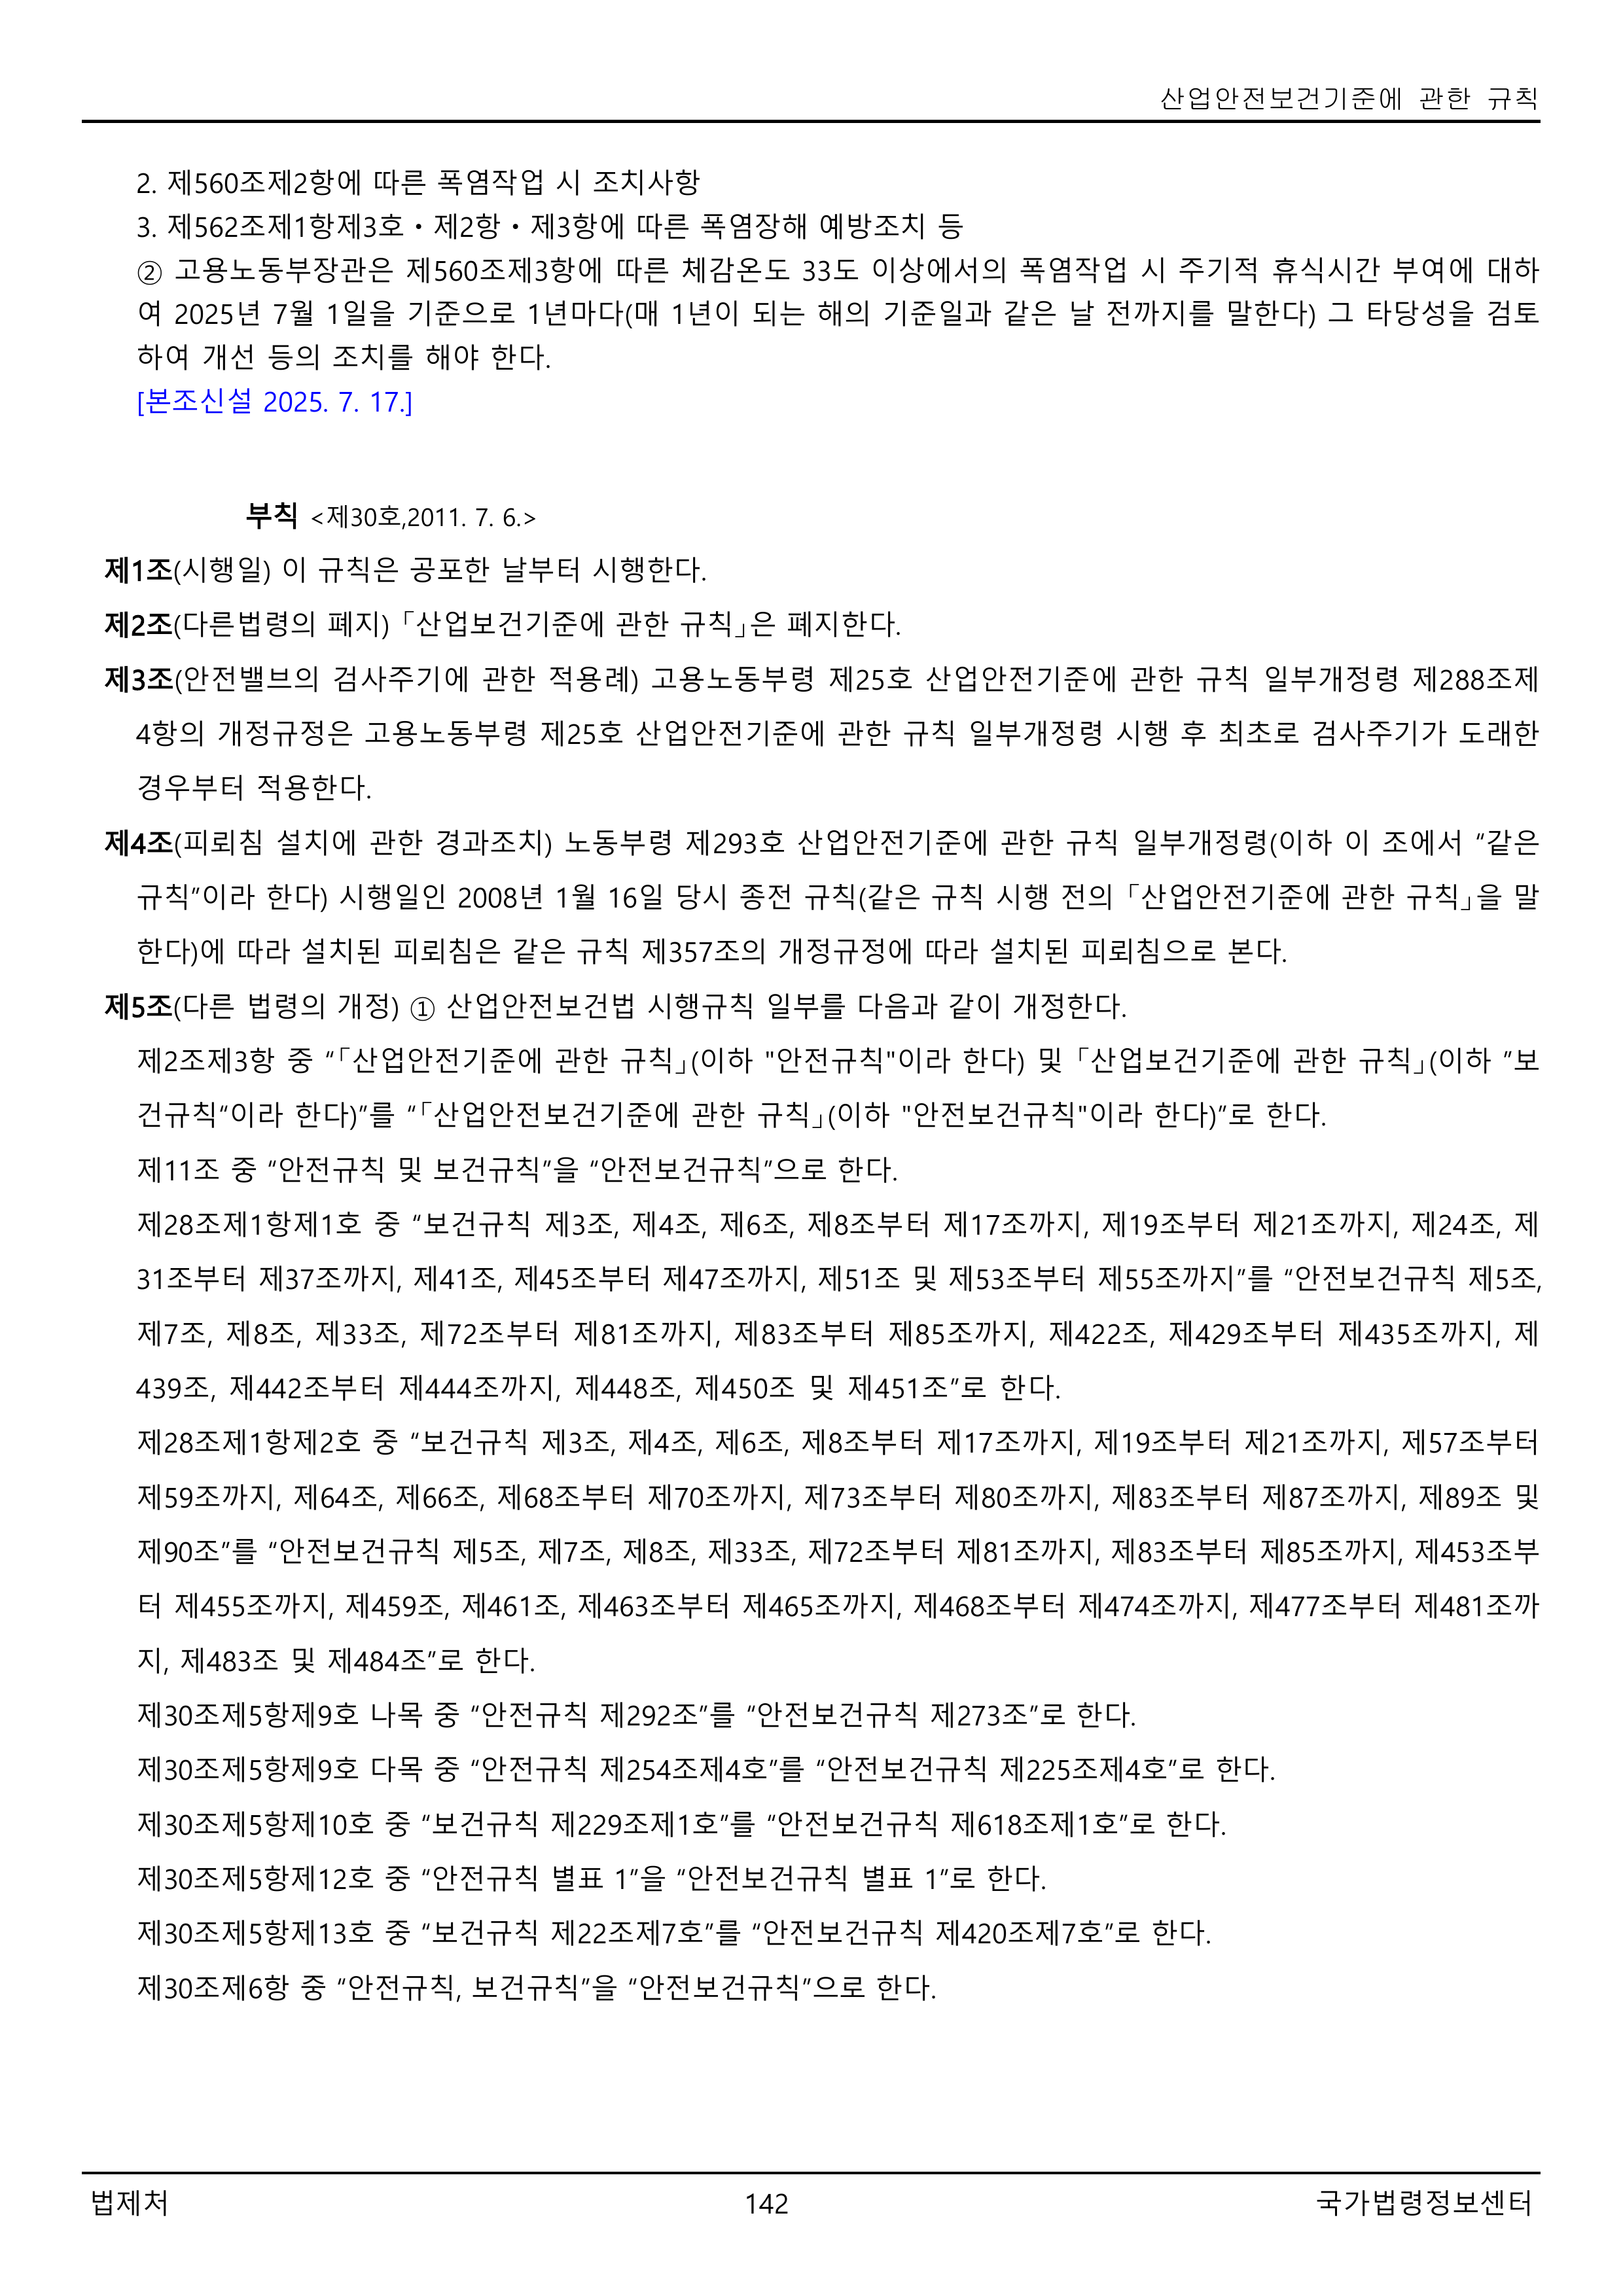 산업안전보건기준에 관한 규칙
2. 제560조제2항에 따른 폭염작업 시 조치사항
3. 제562조제1항제3호ㆍ제2항ㆍ제3항에 따른 폭염장해 예방조치 등
② 고용노동부장관은 제560조제3항에 따른 체감온도 33도 이상에서의 폭염작업 시 주기적 휴식시간 부여에 대하
여 2025년 7월 1일을 기준으로 1년마다(매 1년이 되는 해의 기준일과 같은 날 전까지를 말한다) 그 타당성을 검토
하여 개선 등의 조치를 해야 한다.
[본조신설 2025. 7. 17.]
부칙 <제30호,2011. 7. 6.>
제1조(시행일) 이 규칙은 공포한 날부터 시행한다.
제2조(다른법령의 폐지) 「산업보건기준에 관한 규칙」은 폐지한다.
제3조(안전밸브의 검사주기에 관한 적용례) 고용노동부령 제25호 산업안전기준에 관한 규칙 일부개정령 제288조제
4항의 개정규정은 고용노동부령 제25호 산업안전기준에 관한 규칙 일부개정령 시행 후 최초로 검사주기가 도래한
경우부터 적용한다.
제4조(피뢰침 설치에 관한 경과조치) 노동부령 제293호 산업안전기준에 관한 규칙 일부개정령(이하 이 조에서 “같은
규칙”이라 한다) 시행일인 2008년 1월 16일 당시 종전 규칙(같은 규칙 시행 전의 「산업안전기준에 관한 규칙」을 말
한다)에 따라 설치된 피뢰침은 같은 규칙 제357조의 개정규정에 따라 설치된 피뢰침으로 본다.
제5조(다른 법령의 개정) ① 산업안전보건법 시행규칙 일부를 다음과 같이 개정한다.
제2조제3항 중 “「산업안전기준에 관한 규칙」(이하 "안전규칙"이라 한다) 및 「산업보건기준에 관한 규칙」(이하 ”보
건규칙“이라 한다)”를 “「산업안전보건기준에 관한 규칙」(이하 "안전보건규칙"이라 한다)”로 한다.
제11조 중 “안전규칙 및 보건규칙”을 “안전보건규칙”으로 한다.
제28조제1항제1호 중 “보건규칙 제3조, 제4조, 제6조, 제8조부터 제17조까지, 제19조부터 제21조까지, 제24조, 제
31조부터 제37조까지, 제41조, 제45조부터 제47조까지, 제51조 및 제53조부터 제55조까지”를 “안전보건규칙 제5조,
제7조, 제8조, 제33조, 제72조부터 제81조까지, 제83조부터 제85조까지, 제422조, 제429조부터 제435조까지, 제
439조, 제442조부터 제444조까지, 제448조, 제450조 및 제451조”로 한다.
제28조제1항제2호 중 “보건규칙 제3조, 제4조, 제6조, 제8조부터 제17조까지, 제19조부터 제21조까지, 제57조부터
제59조까지, 제64조, 제66조, 제68조부터 제70조까지, 제73조부터 제80조까지, 제83조부터 제87조까지, 제89조 및
제90조”를 “안전보건규칙 제5조, 제7조, 제8조, 제33조, 제72조부터 제81조까지, 제83조부터 제85조까지, 제453조부
터 제455조까지, 제459조, 제461조, 제463조부터 제465조까지, 제468조부터 제474조까지, 제477조부터 제481조까
지, 제483조 및 제484조”로 한다.
제30조제5항제9호 나목 중 “안전규칙 제292조”를 “안전보건규칙 제273조”로 한다.
제30조제5항제9호 다목 중 “안전규칙 제254조제4호”를 “안전보건규칙 제225조제4호”로 한다.
제30조제5항제10호 중 “보건규칙 제229조제1호”를 “안전보건규칙 제618조제1호”로 한다.
제30조제5항제12호 중 “안전규칙 별표 1”을 “안전보건규칙 별표 1”로 한다.
제30조제5항제13호 중 “보건규칙 제22조제7호”를 “안전보건규칙 제420조제7호”로 한다.
제30조제6항 중 “안전규칙, 보건규칙”을 “안전보건규칙”으로 한다.
법제처 142 국가법령정보센터